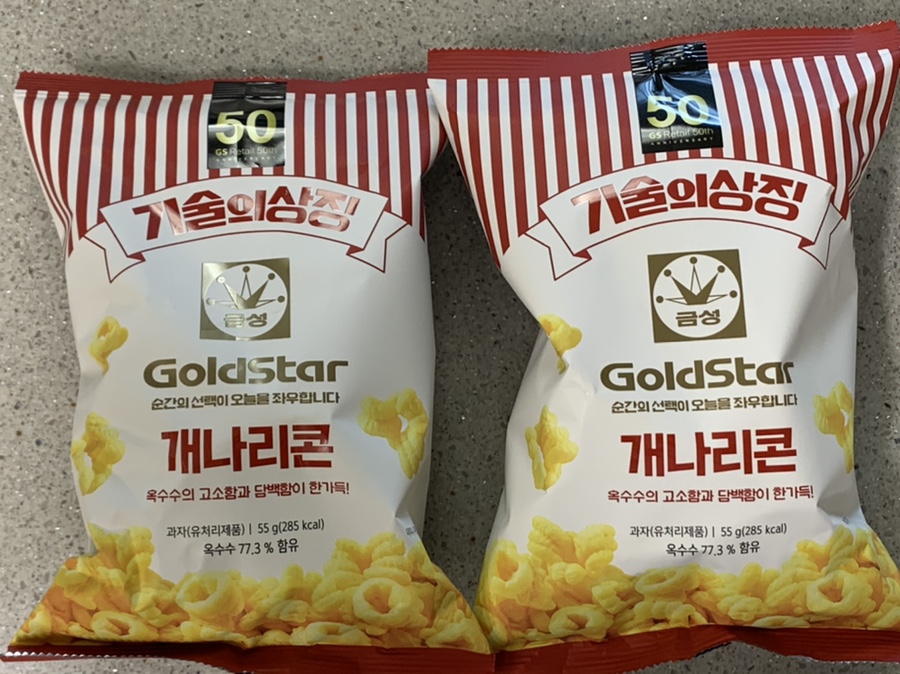 50
GS Retail 50th
ANNIVERSARY
기술의상징
금성
GoldStar
순간의 선택이 오늘을 좌우합니다
개나리콘
옥수수의 고소함과 담백함이 한가득!
과자(유처리제품) | 55 g(285 kcal)
옥수수 77.3 % 함유
50
GS Retail 50th
ANNIVERSARY
기술의상징
금성
GoldStar
순간의 선택이 오늘을 좌우합니다
개나리콘
옥수수의 고소함과 담백함이 한가득!
과자(유처리제품) | 55 g(285 kcal)
옥수수 77.3 % 함유